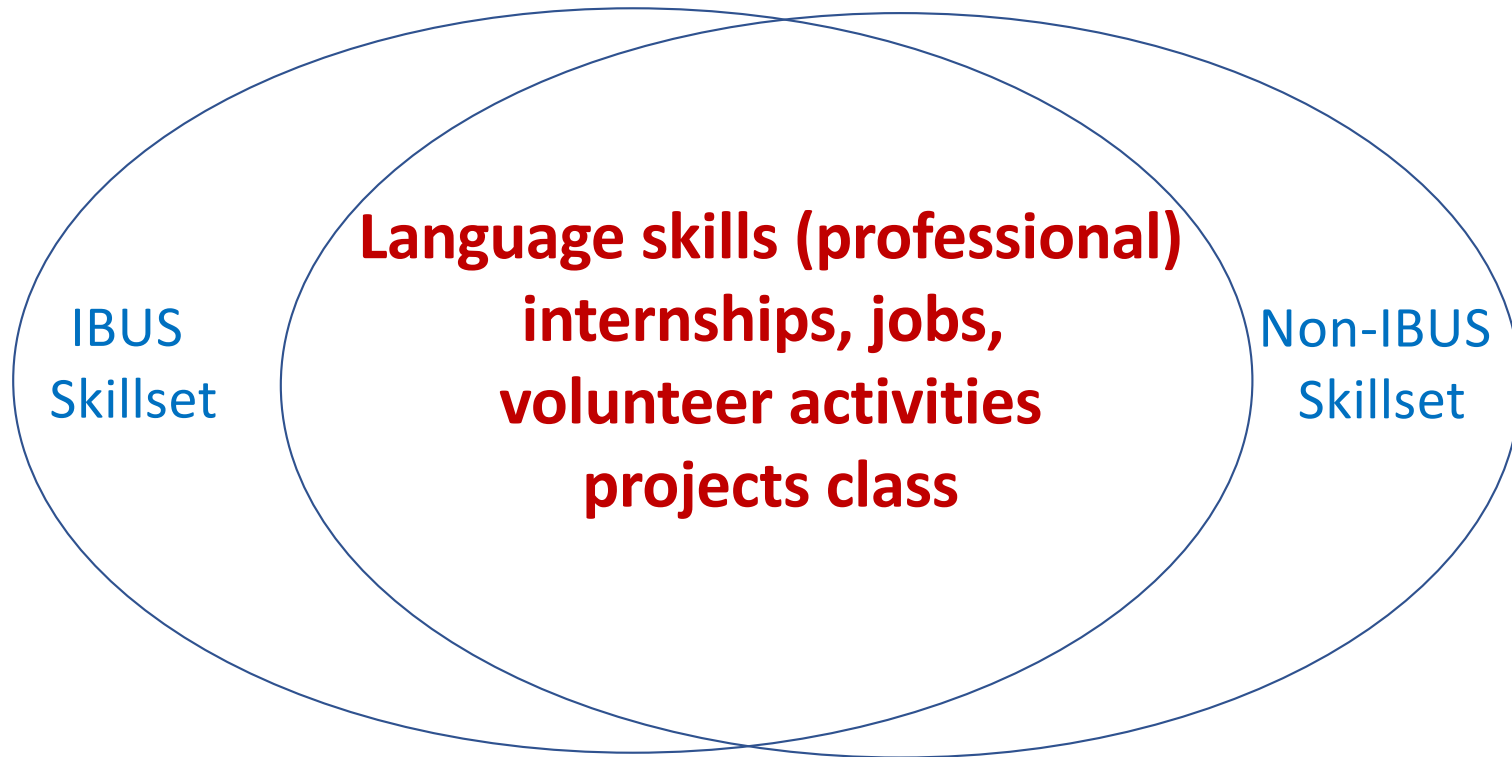 IBUS
Skillset
Language skills (professional)
internships, jobs,
volunteer activities
projects class
Non-IBUS
Skillset